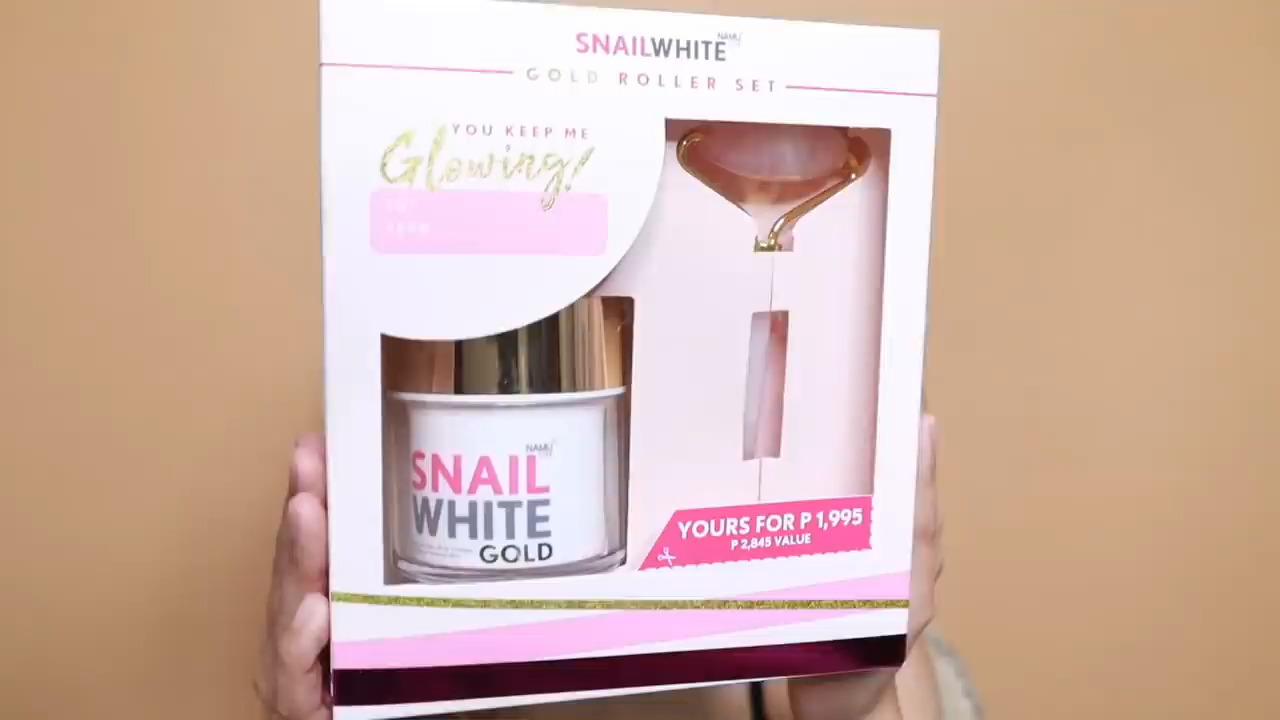 SNAILWHITE NAMU
GOLD ROLLER SET
YOU KEEP ME
Glowing!
NAMU
SNAIL
WHITE
GOLD
YOURS FOR P 1,995
P 2,845 VALUE